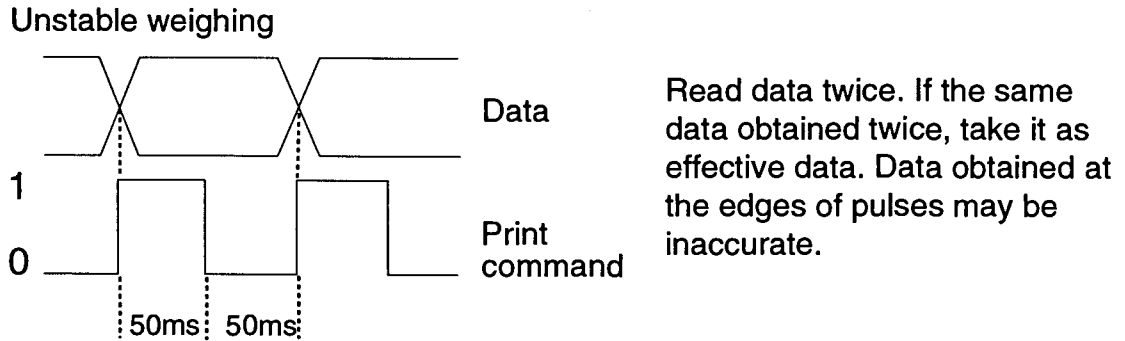 Unstable weighing
Data
1
0
Print
command
50ms 50ms
Read data twice. If the same
data obtained twice, take it as
effective data. Data obtained at
the edges of pulses may be
inaccurate.